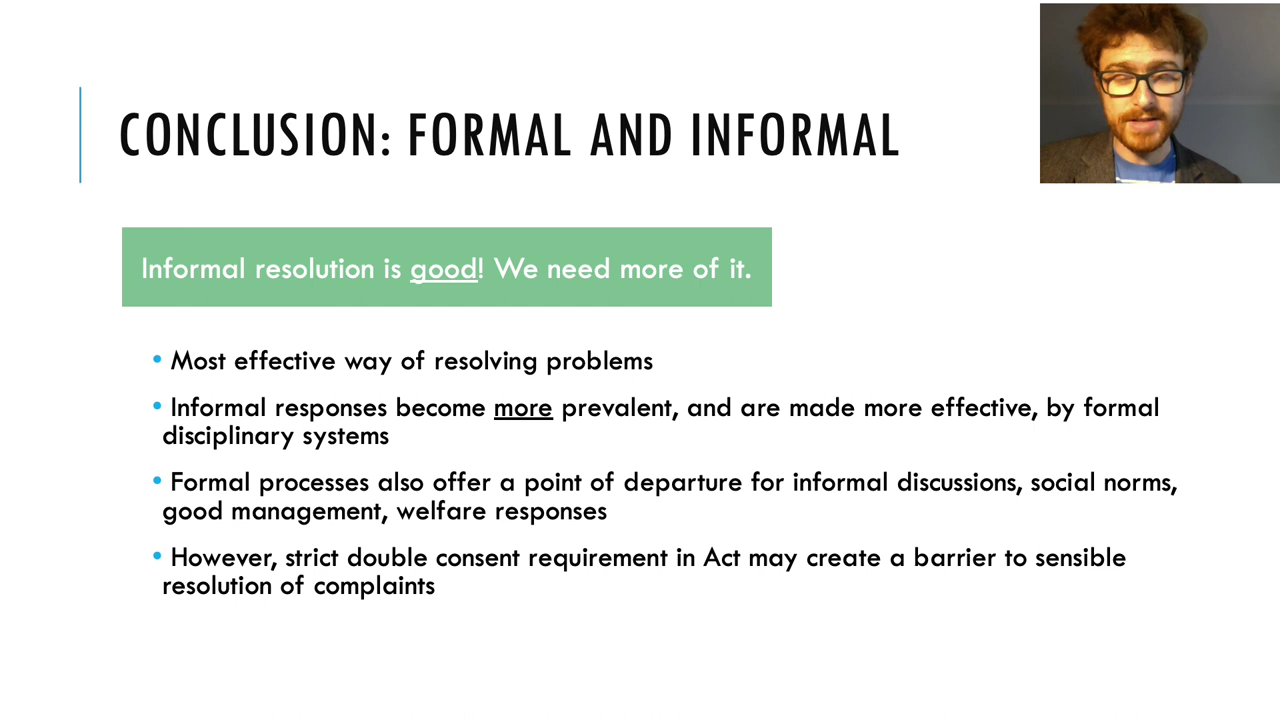 CONCLUSION: FORMAL AND INFORMAL
Informal resolution is good! We need more of it.
• Most effective way of resolving problems
• Informal responses become more prevalent, and are made more effective, by formal
disciplinary systems
• Formal processes also offer a point of departure for informal discussions, social norms,
good management, welfare responses
• However, strict double consent requirement in Act may create a barrier to sensible
resolution of complaints